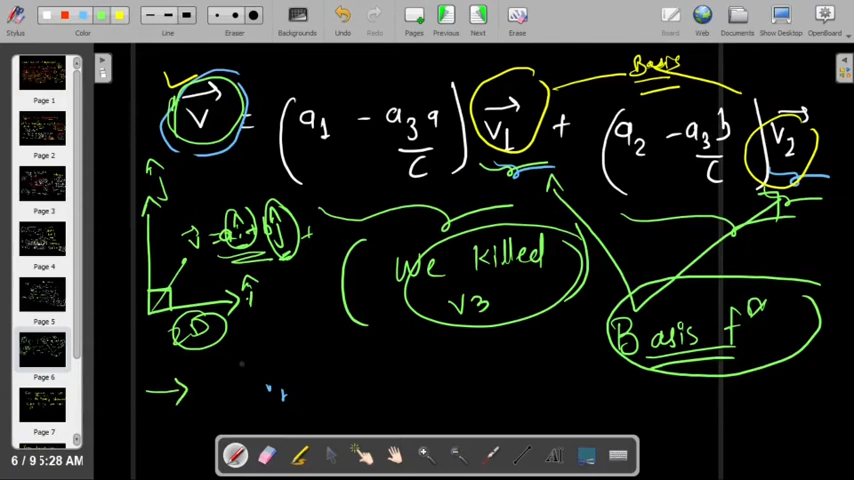 Stylus
Color
Line
Eraser
Backgrounds
Undo
Redo
Pages
Previous
Next
Erase
Board
Web
Documents
Show Desktop
OpenBoard
Page 1
Page 2
Page 3
Page 4
Page 5
Page 6
Page 7
6 / 9 5:28 AM
Basis
V = (a1 - a3 a/c) V1 + (a2 - a3 b/c) V2
ĵ
î
2D
(we killed
v3)
Basis fn
→